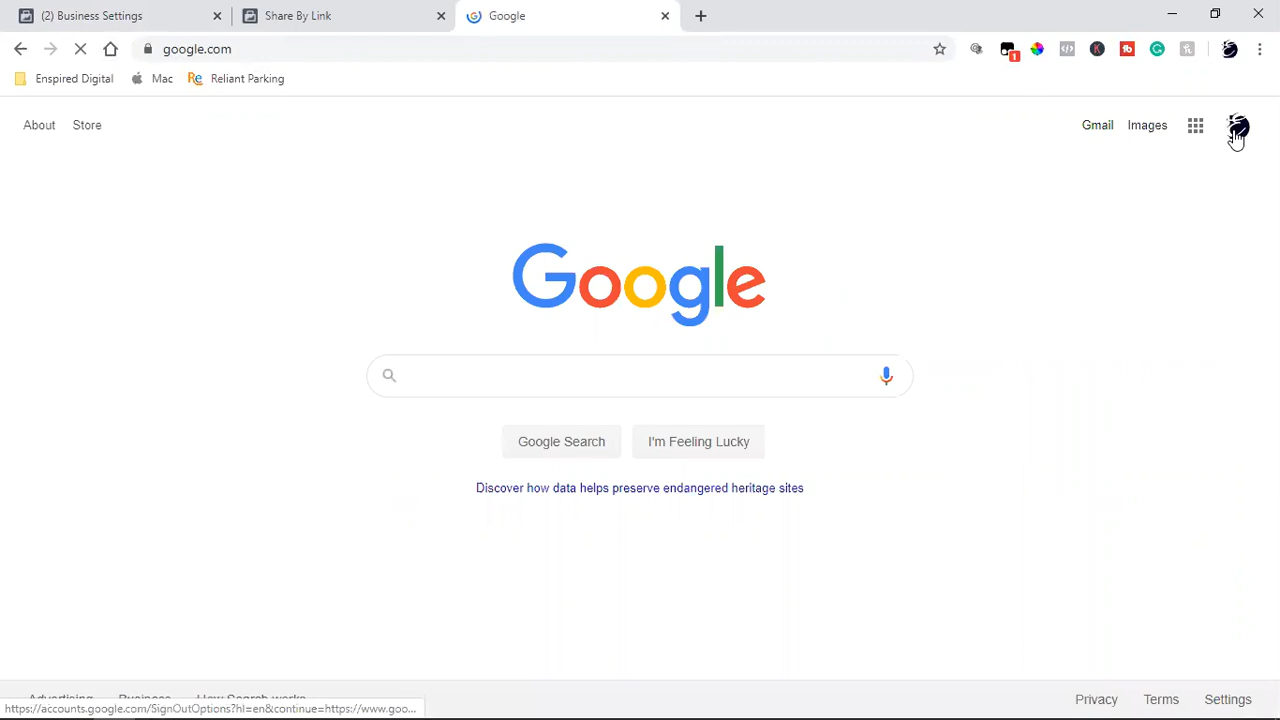 (2) Business Settings
Share By Link
Google
google.com
1
Enspired Digital
Mac
Re Reliant Parking
About
Store
Gmail
Images
Google
Google Search
I'm Feeling Lucky
Discover how data helps preserve endangered heritage sites
Advertising
Business
How Search works
Privacy
Terms
Settings
https://accounts.google.com/SignOutOptions?hl=en&continue=https://www.goo...